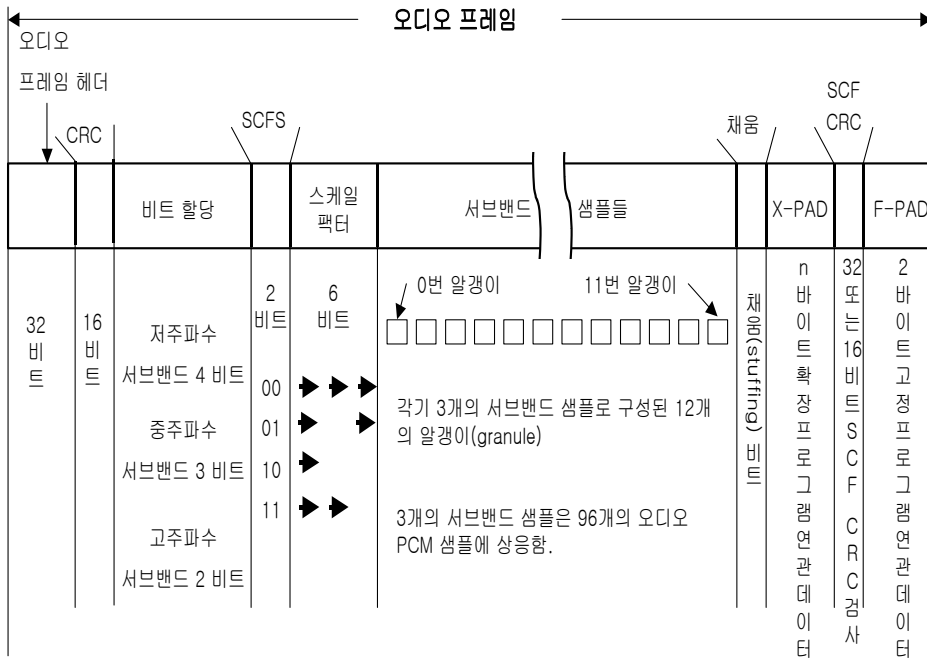 오디오 프레임
오디오
프레임 헤더
CRC
SCFS
채움
SCF
CRC
비트 할당
스케일
팩터
서브밴드 샘플들
X-PAD
F-PAD
32
비
트
16
비
트
저주파수
서브밴드 4 비트
중주파수
서브밴드 3 비트
고주파수
서브밴드 2 비트
2
비트
00
01
10
11
6
비트
0번 알갱이
11번 알갱이
각기 3개의 서브밴드 샘플로 구성된 12개
의 알갱이(granule)
3개의 서브밴드 샘플은 96개의 오디오
PCM 샘플에 상응함.
채움(stuffing) 비트
n
바
이
트
확
장
프
로
그
램
연
관
데
이
터
32
또
는
16
비
트
S
C
F
C
R
C
검
사
2
바
이
트
고
정
프
로
그
램
연
관
데
이
터